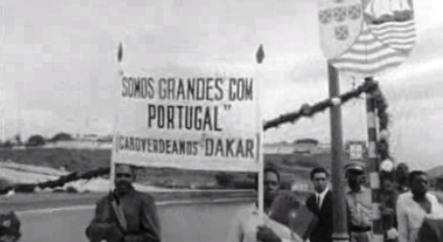 "SOMOS GRANDES COM
PORTUGAL"
(CABOVERDEANOS DAKAR)